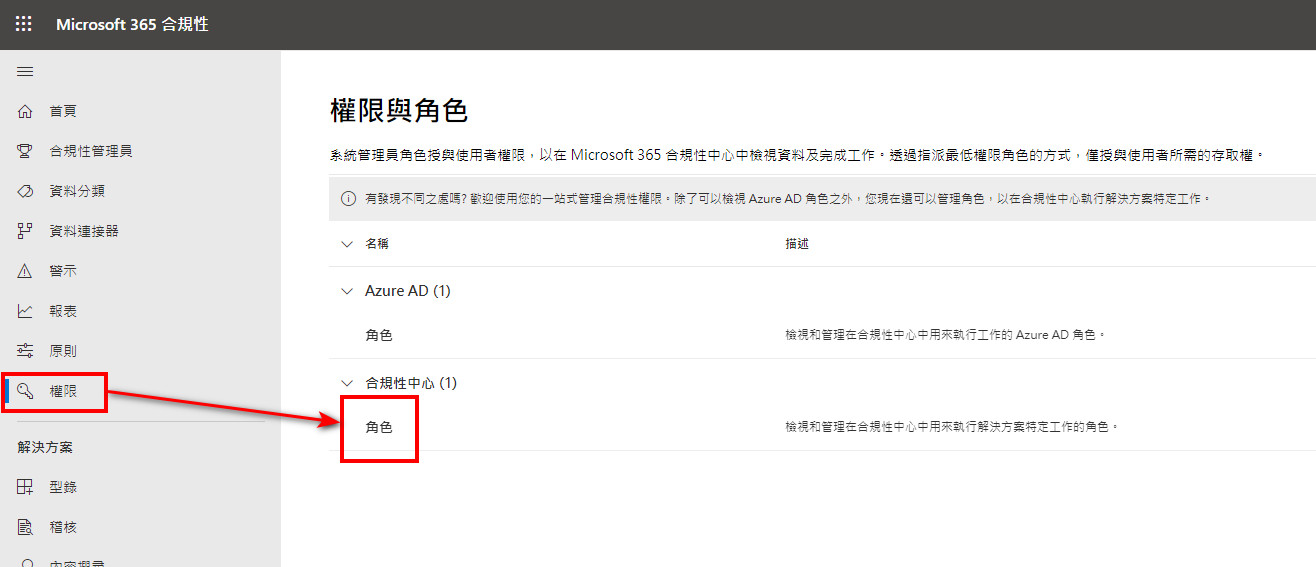 Microsoft 365 合規性
首頁
合規性管理員
資料分類
資料連接器
警示
報表
原則
權限
解決方案
型錄
稽核
內容搜尋
權限與角色
系統管理員角色授與使用者權限，以在 Microsoft 365 合規性中心中檢視資料及完成工作。透過指派最低權限角色的方式，僅授與使用者所需的存取權。
有發現不同之處嗎? 歡迎使用您的一站式管理合規性權限。除了可以檢視 Azure AD 角色之外，您現在還可以管理角色，以在合規性中心執行解決方案特定工作。
名稱 描述
Azure AD (1)
角色 檢視和管理在合規性中心中用來執行工作的 Azure AD 角色。
合規性中心 (1)
角色 檢視和管理在合規性中心中用來執行解決方案特定工作的角色。